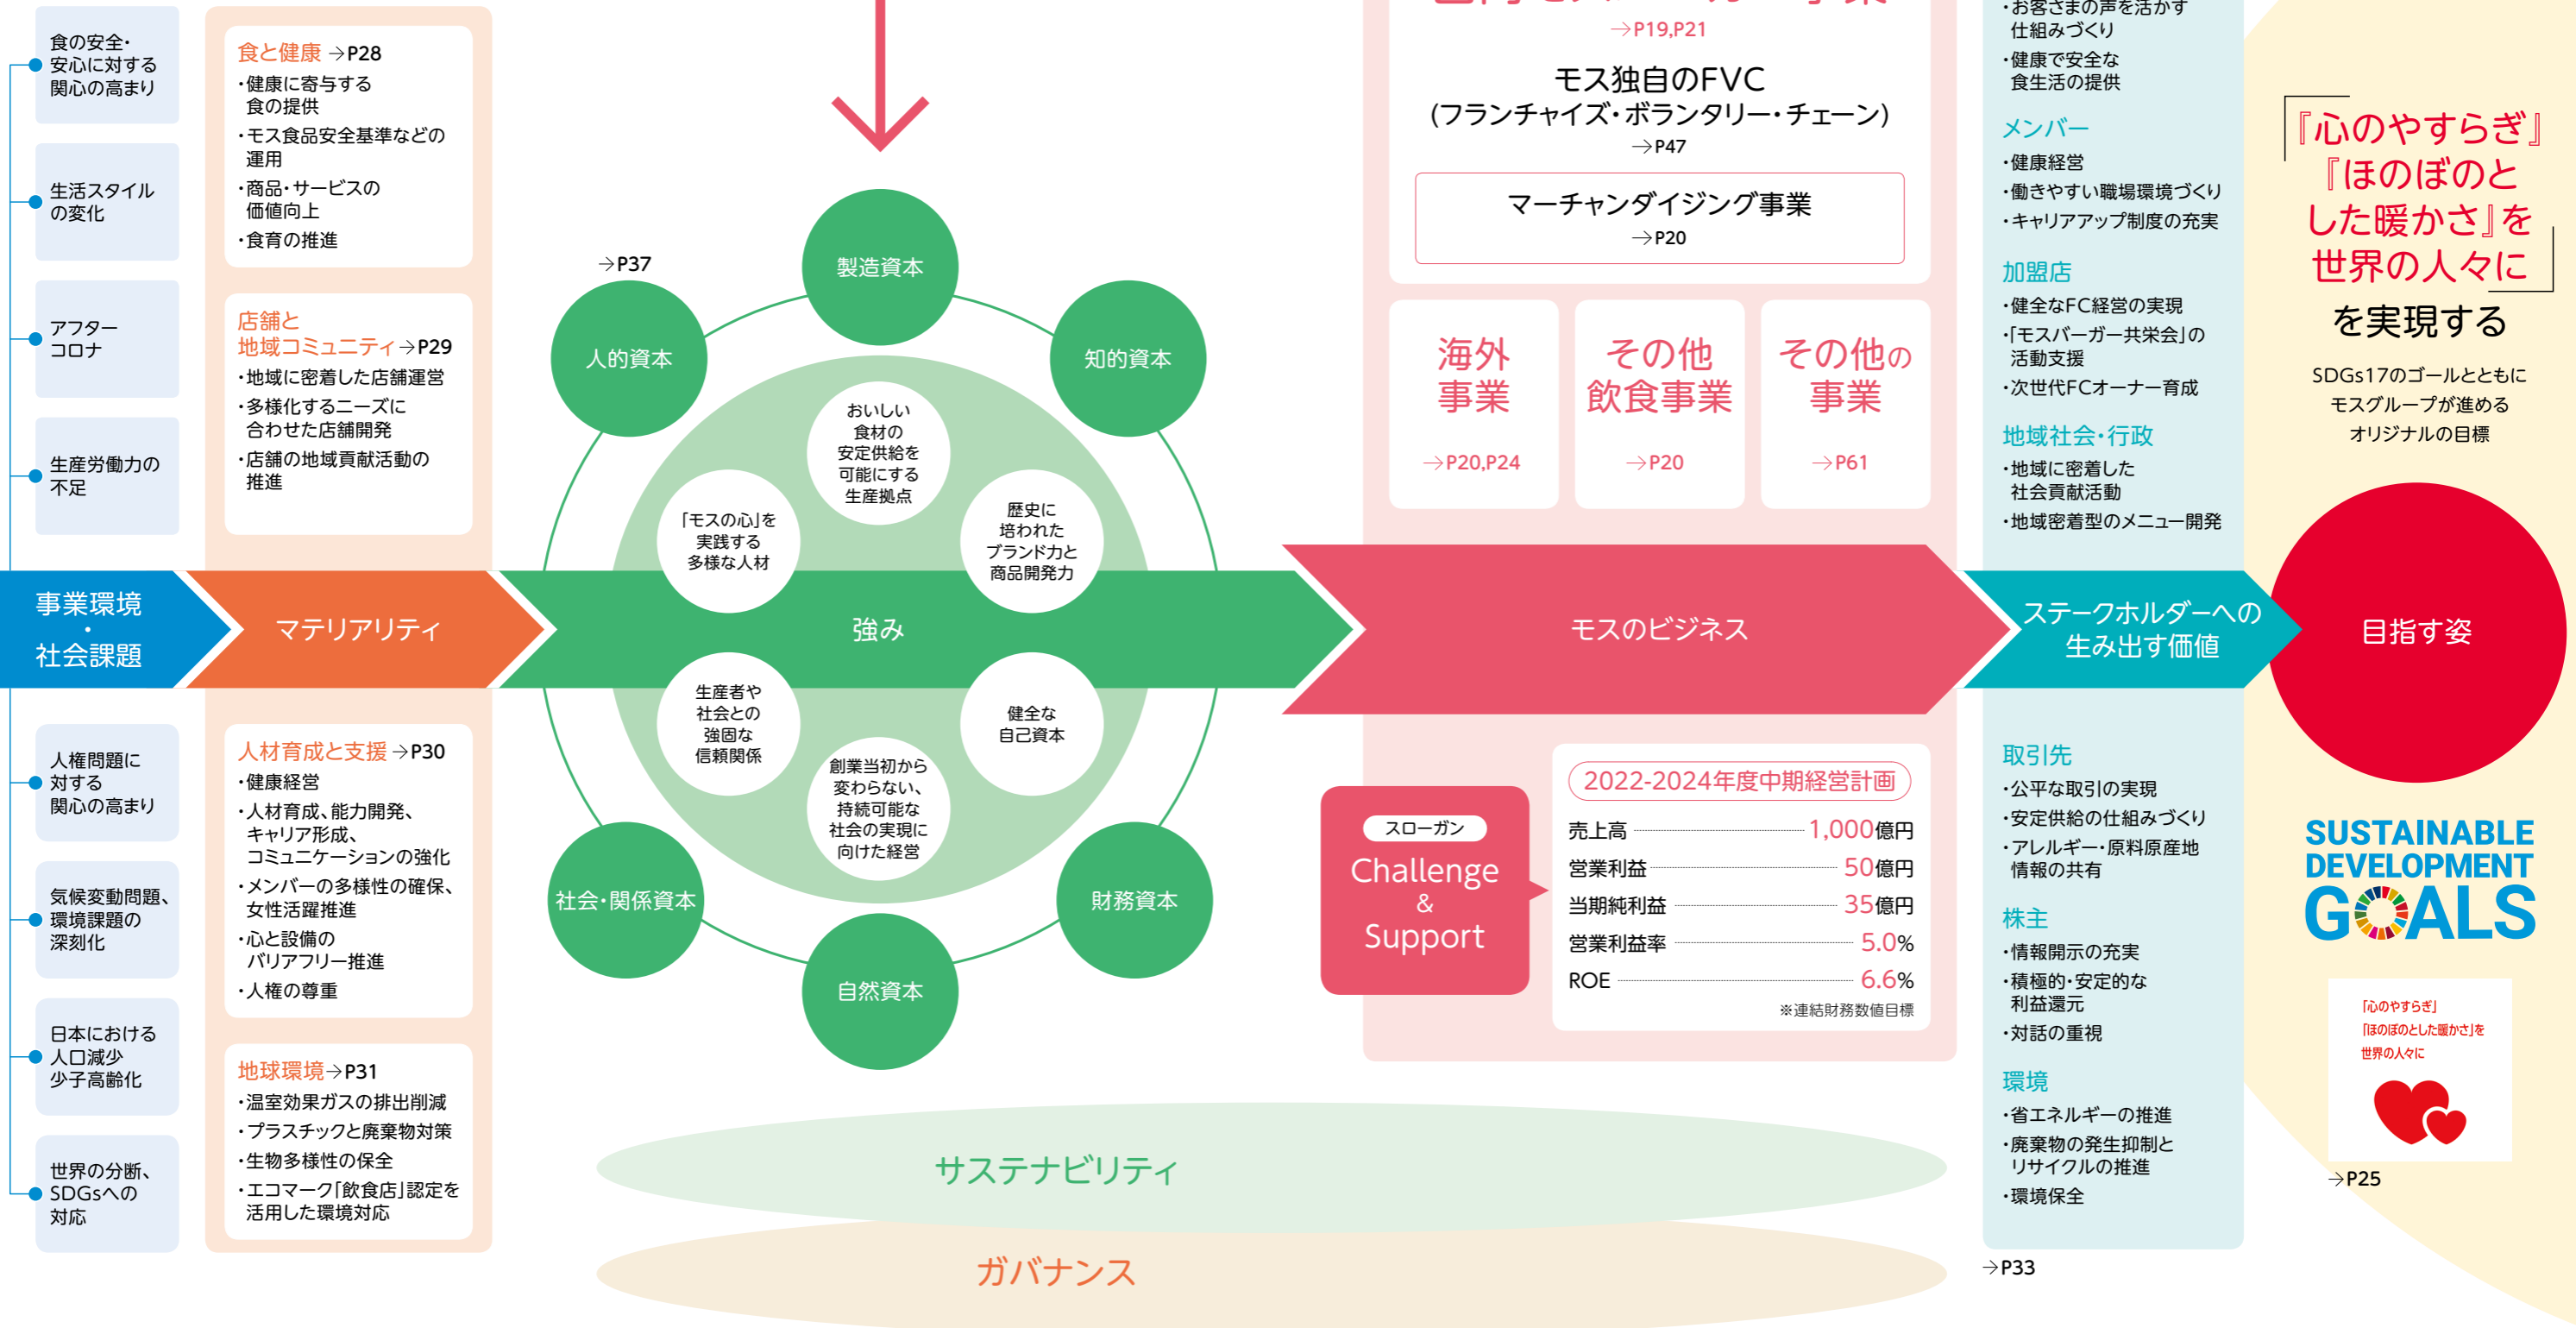 食の安全・
安心に対する
関心の高まり
生活スタイル
の変化
アフター
コロナ
生産労働力の
不足
事業環境
・
社会課題
人権問題に
対する
関心の高まり
気候変動問題、
環境課題の
深刻化
日本における
人口減少
少子高齢化
世界の分断、
SDGsへの
対応
食と健康 →P28
・健康に寄与する
食の提供
・モス食品安全基準などの
運用
・商品・サービスの
価値向上
・食育の推進
店舗と
地域コミュニティ→P29
・地域に密着した店舗運営
・多様化するニーズに
合わせた店舗開発
・店舗の地域貢献活動の
推進
マテリアリティ
人材育成と支援 →P30
・健康経営
・人材育成、能力開発、
キャリア形成、
コミュニケーションの強化
・メンバーの多様性の確保、
女性活躍推進
・心と設備の
バリアフリー推進
・人権の尊重
地球環境→P31
・温室効果ガスの排出削減
・プラスチックと廃棄物対策
・生物多様性の保全
・エコマーク「飲食店」認定を
活用した環境対応
→P37
製造資本
人的資本
知的資本
おいしい
食材の
安定供給を
可能にする
生産拠点
「モスの心」を
実践する
多様な人材
歴史に
培われた
ブランド力と
商品開発力
強み
生産者や
社会との
強固な
信頼関係
健全な
自己資本
創業当初から
変わらない、
持続可能な
社会の実現に
向けた経営
社会・関係資本
財務資本
自然資本
→P19,P21
モス独自のFVC
(フランチャイズ・ボランタリー・チェーン)
→P47
マーチャンダイジング事業
→P20
海外
事業
→P20,P24
その他
飲食事業
→P20
その他の
事業
→P61
モスのビジネス
スローガン
Challenge
&
Support
2022-2024年度中期経営計画
売上高 1,000億円
営業利益 50億円
当期純利益 35億円
営業利益率 5.0%
ROE 6.6%
※連結財務数値目標
サステナビリティ
ガバナンス
・お客さまの声を活かす
仕組みづくり
・健康で安全な
食生活の提供
メンバー
・健康経営
・働きやすい職場環境づくり
・キャリアアップ制度の充実
加盟店
・健全なFC経営の実現
・「モスバーガー共栄会」の
活動支援
・次世代FCオーナー育成
地域社会・行政
・地域に密着した
社会貢献活動
・地域密着型のメニュー開発
ステークホルダーへの
生み出す価値
取引先
・公平な取引の実現
・安定供給の仕組みづくり
・アレルギー・原料原産地
情報の共有
株主
・情報開示の充実
・積極的・安定的な
利益還元
・対話の重視
環境
・省エネルギーの推進
・廃棄物の発生抑制と
リサイクルの推進
・環境保全
→P33
「『心のやすらぎ』
『ほのぼのと
した暖かさ』を
世界の人々に」
を実現する
SDGs17のゴールとともに
モスグループが進める
オリジナルの目標
目指す姿
SUSTAINABLE
DEVELOPMENT
GOALS
「心のやすらぎ」
「ほのぼのとした暖かさ」を
世界の人々に
→P25